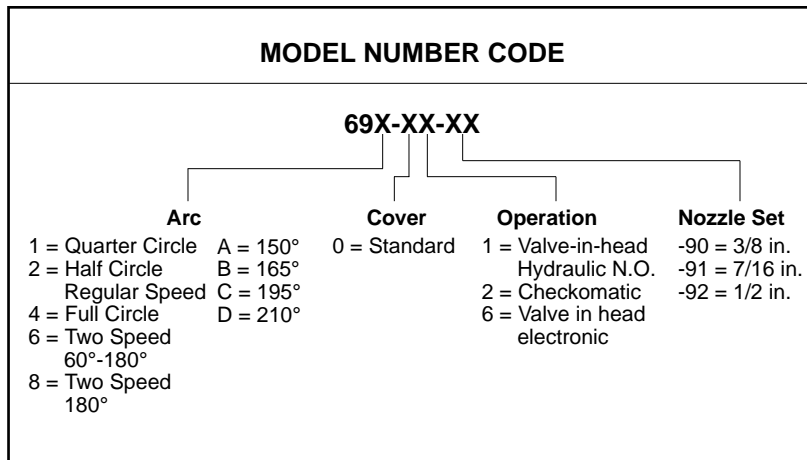 MODEL NUMBER CODE
69X-XX-XX
Arc
1 = Quarter Circle
2 = Half Circle
Regular Speed
4 = Full Circle
6 = Two Speed
60°-180°
8 = Two Speed
180°
A = 150°
B = 165°
C = 195°
D = 210°
Cover
0 = Standard
Operation
1 = Valve-in-head
Hydraulic N.O.
2 = Checkomatic
6 = Valve in head
electronic
Nozzle Set
-90 = 3/8 in.
-91 = 7/16 in.
-92 = 1/2 in.